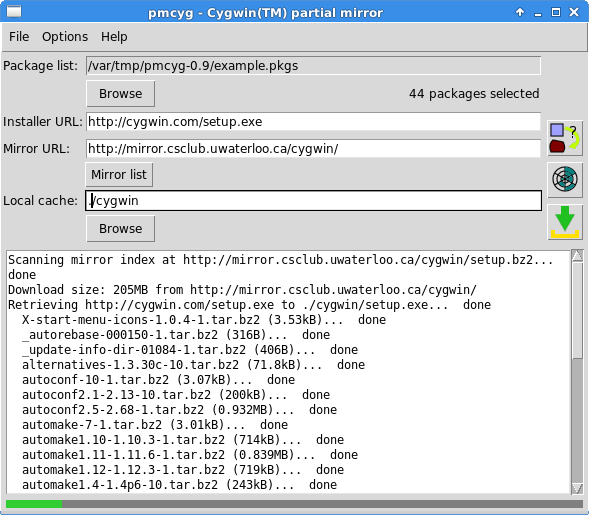 pmcyg - Cygwin(TM) partial mirror
File Options Help
Package list: /var/tmp/pmcyg-0.9/example.pkgs
Browse 44 packages selected
Installer URL: http://cygwin.com/setup.exe
Mirror URL: http://mirror.csclub.uwaterloo.ca/cygwin/
Mirror list
Local cache: ./cygwin
Browse
Scanning mirror index at http://mirror.csclub.uwaterloo.ca/cygwin/setup.bz2...
done
Download size: 205MB from http://mirror.csclub.uwaterloo.ca/cygwin/
Retrieving http://cygwin.com/setup.exe to ./cygwin/setup.exe... done
X-start-menu-icons-1.0.4-1.tar.bz2 (3.53kB)... done
_autorebase-000150-1.tar.bz2 (316B)... done
_update-info-dir-01084-1.tar.bz2 (406B)... done
alternatives-1.3.30c-10.tar.bz2 (71.8kB)... done
autoconf-10-1.tar.bz2 (3.07kB)... done
autoconf2.1-2.13-10.tar.bz2 (200kB)... done
autoconf2.5-2.68-1.tar.bz2 (0.932MB)... done
automake-7-1.tar.bz2 (3.01kB)... done
automake1.10-1.10.3-1.tar.bz2 (714kB)... done
automake1.11-1.11.6-1.tar.bz2 (0.839MB)... done
automake1.12-1.12.3-1.tar.bz2 (719kB)... done
automake1.4-1.4p6-10.tar.bz2 (243kB)... done